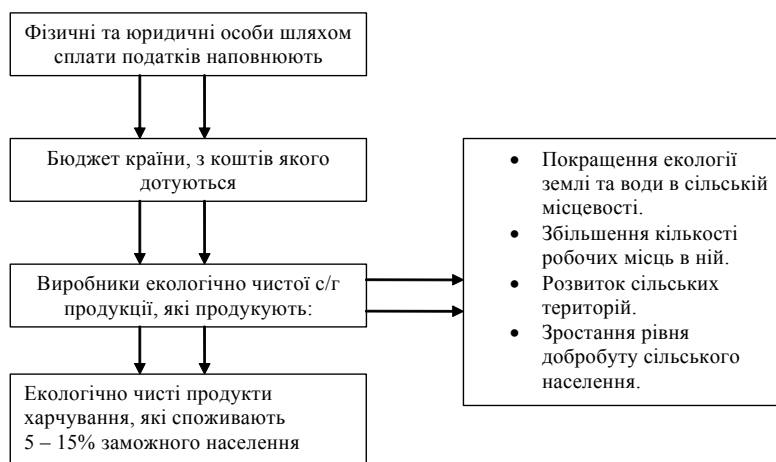 Фізичні та юридичні особи шляхом
сплати податків наповнюють
Бюджет країни, з коштів якого
дотуються
Виробники екологічно чистої с/г
продукції, які продукують:
Екологічно чисті продукти
харчування, які споживають
5 – 15% заможного населення
• Покращення екології
землі та води в сільській
місцевості.
• Збільшення кількості
робочих місць в ній.
• Розвиток сільських
територій.
• Зростання рівня
добробуту сільського
населення.